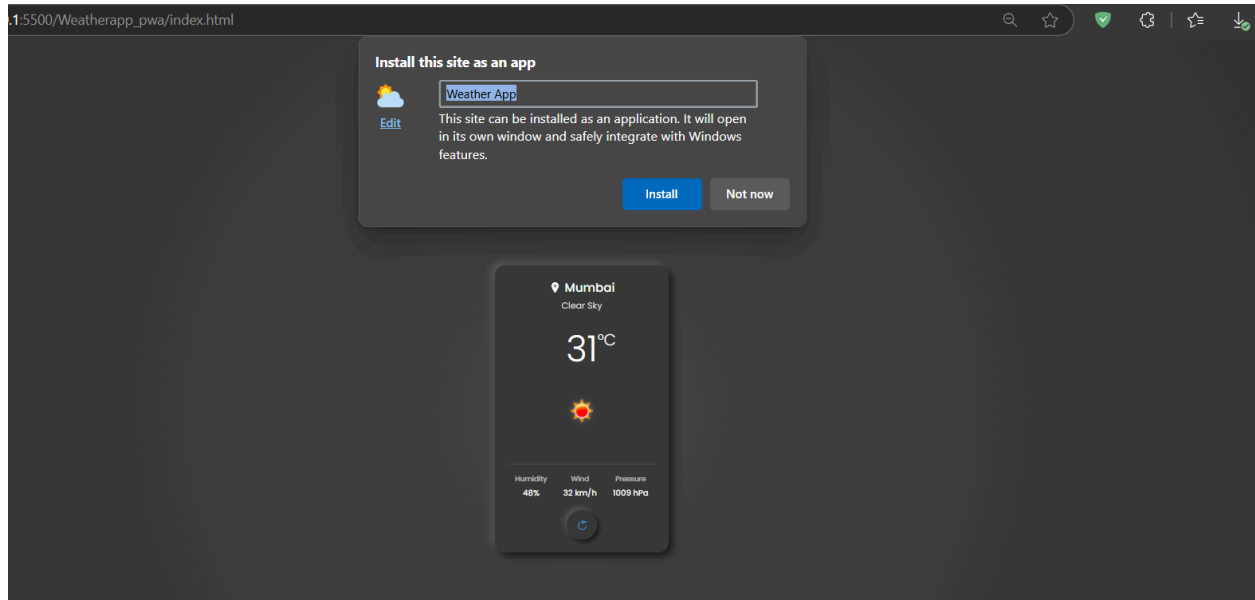 .1:5500/Weatherapp_pwa/index.html
Install this site as an app
Weather App
Edit
This site can be installed as an application. It will open
in its own window and safely integrate with Windows
features.
Install Not now
Mumbai
Clear Sky
31°C
Humidity Wind Pressure
48% 32 km/h 1009 hPa